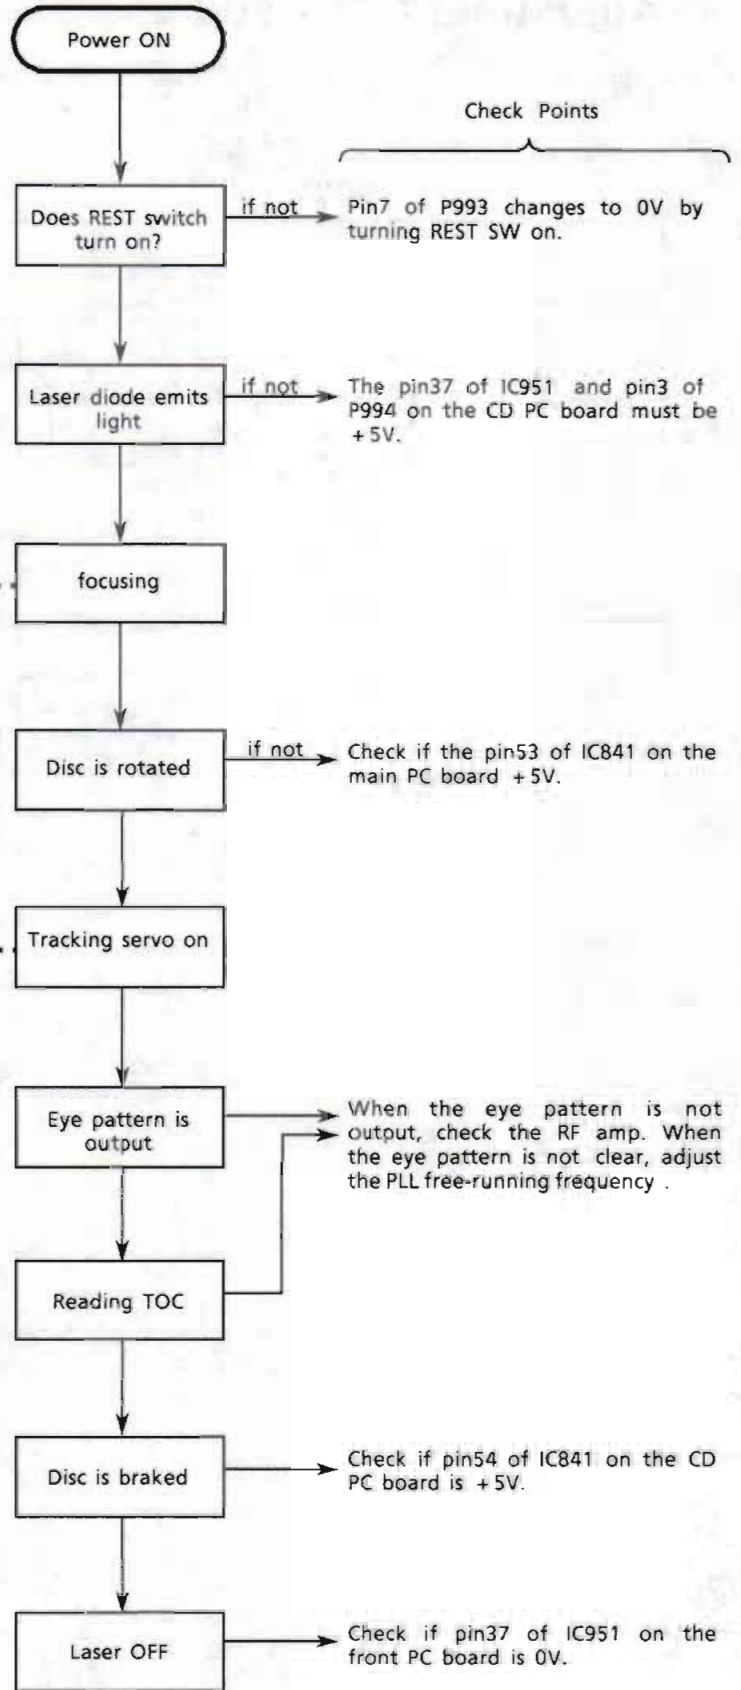 Power ON
Check Points
Does REST switch
turn on?
if not
Pin7 of P993 changes to 0V by
turning REST SW on.
Laser diode emits
light
if not
The pin37 of IC951 and pin3 of
P994 on the CD PC board must be
+5V.
focusing
Disc is rotated
if not
Check if the pin53 of IC841 on the
main PC board +5V.
Tracking servo on
Eye pattern is
output
When the eye pattern is not
output, check the RF amp. When
the eye pattern is not clear, adjust
the PLL free-running frequency .
Reading TOC
Disc is braked
Check if pin54 of IC841 on the CD
PC board is +5V.
Laser OFF
Check if pin37 of IC951 on the
front PC board is 0V.